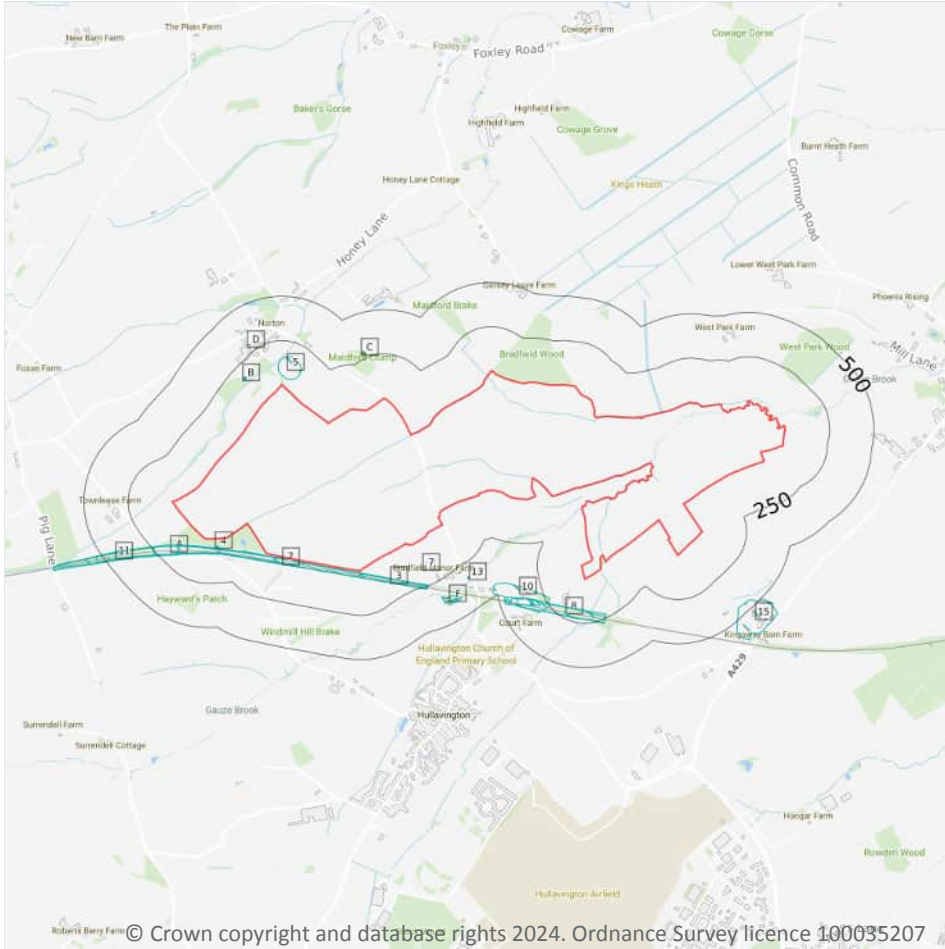 The Plain Farm
New Barn Farm
Foxley
Foxley Road
Cowage Farm
Cowage Gorse
Baker's Gorse
Highfield Farm
Highfield Farm
Cowage Grove
Burnt Heath Farm
Honey Lane Cottage
Kings Heath
Common Road
Honey Lane
Lower West Park Farm
Gorsey Leaze Farm
Phoenix Rising
Maidford Brake
Norton
West Park Farm
D
C
Mill Lane
Bradfield Wood
West Park Wood
Maidford Clump
5
Foxae Farm
B
500
Brook
Townlease Farm
250
Pig Lane
A
4
11
2
7
Bradfield Manor Farm
13
3
10
F
8
Hayward's Patch
15
Court Farm
Windmill Hill Brake
Kingsway Barn Farm
Hullavington Church of
England Primary School
A429
Gauze Brook
Hullavington
Surrendell Farm
Surrendell Cottage
Hangar Farm
Rowden Wood
Hullavington Airfield
Roberts Barry Farm
© Crown copyright and database rights 2024. Ordnance Survey licence 100035207